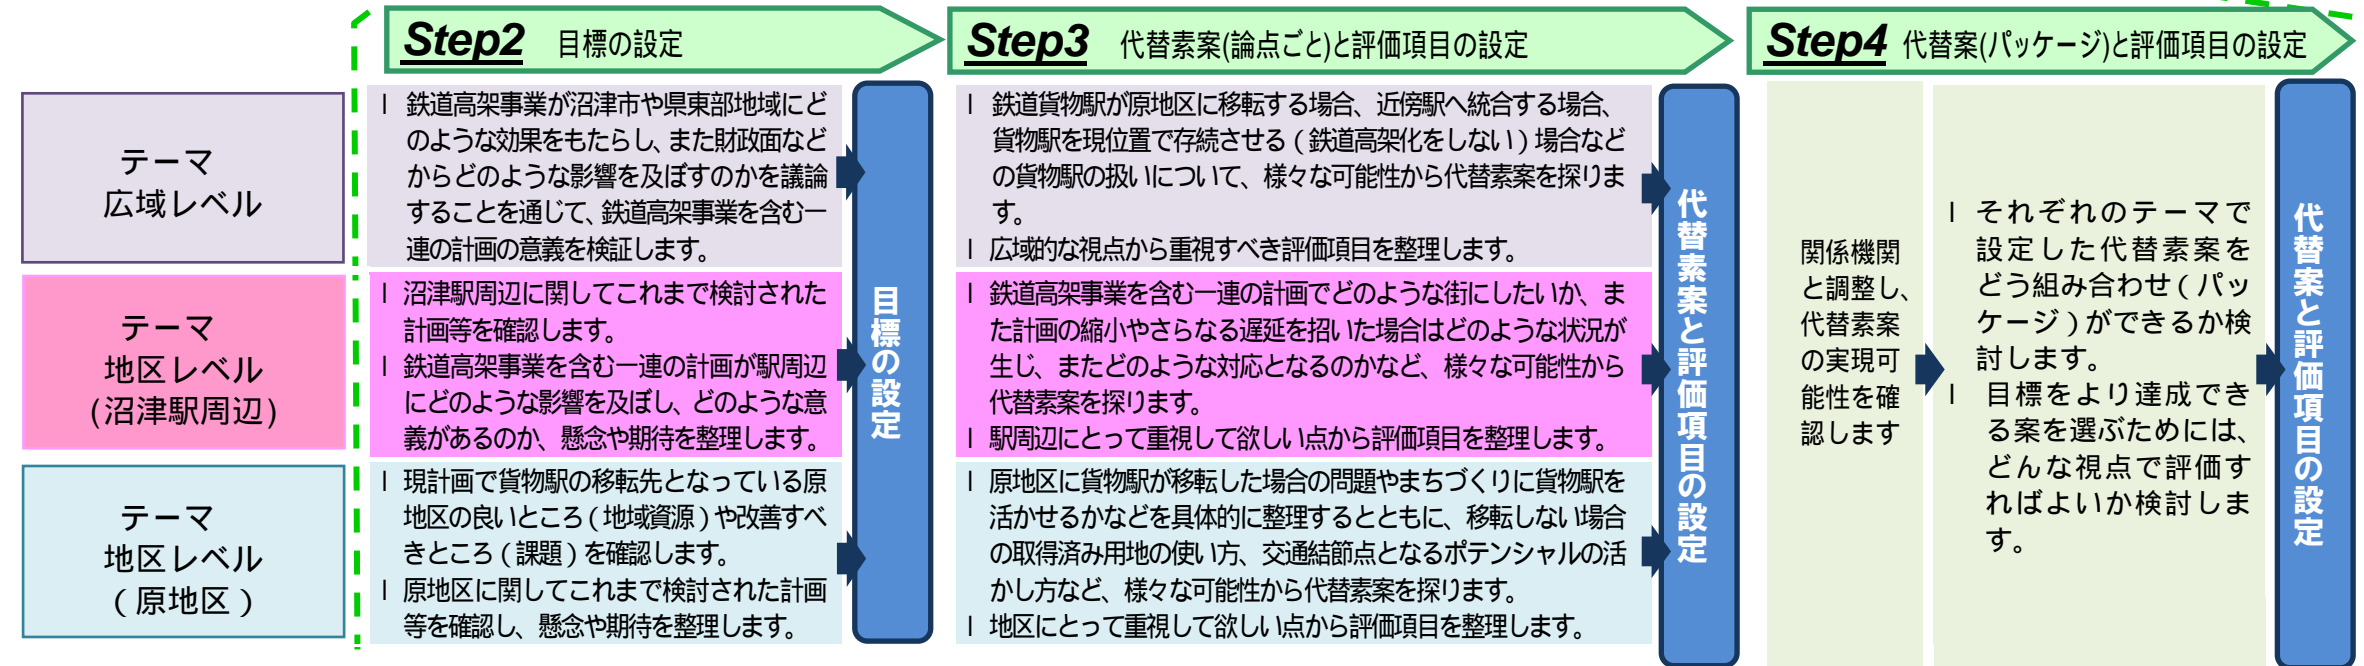 Step2 目標の設定
Step3 代替素案(論点ごと)と評価項目の設定
Step4 代替案(パッケージ)と評価項目の設定
テーマ
広域レベル
l 鉄道高架事業が沼津市や県東部地域にど
のような効果をもたらし、また財政面など
からどのような影響を及ぼすのかを議論
することを通じて、鉄道高架事業を含む一
連の計画の意義を検証します。
l 鉄道貨物駅が原地区に移転する場合、近傍駅へ統合する場合、
貨物駅を現位置で存続させる（鉄道高架化をしない）場合など
の貨物駅の扱いについて、様々な可能性から代替素案を探りま
す。
l 広域的な視点から重視すべき評価項目を整理します。
テーマ
地区レベル
(沼津駅周辺)
l 沼津駅周辺に関してこれまで検討された
計画等を確認します。
l 鉄道高架事業を含む一連の計画が駅周辺
にどのような影響を及ぼし、どのような意
義があるのか、懸念や期待を整理します。
l 鉄道高架事業を含む一連の計画でどのような街にしたいか、ま
た計画の縮小やさらなる遅延を招いた場合はどのような状況が
生じ、またどのような対応となるのかなど、様々な可能性から
代替素案を探ります。
l 駅周辺にとって重視して欲しい点から評価項目を整理します。
テーマ
地区レベル
（原地区）
l 現計画で貨物駅の移転先となっている原
地区の良いところ（地域資源）や改善すべ
きところ（課題）を確認します。
l 原地区に関してこれまで検討された計画
等を確認し、懸念や期待を整理します。
l 原地区に貨物駅が移転した場合の問題やまちづくりに貨物駅を
活かせるかなどを具体的に整理するとともに、移転しない場合
の取得済み用地の使い方、交通結節点となるポテンシャルの活
かし方など、様々な可能性から代替素案を探ります。
l 地区にとって重視して欲しい点から評価項目を整理します。
目標の設定
代替素案と評価項目の設定
関係機関
と調整し、
代替素案
の実現可
能性を確
認します
l それぞれのテーマで
設定した代替素案を
どう組み合わせ（パッ
ケージ）ができるか検
討します。
l 目標をより達成でき
る案を選ぶためには、
どんな視点で評価す
ればよいか検討しま
す。
代替案と評価項目の設定